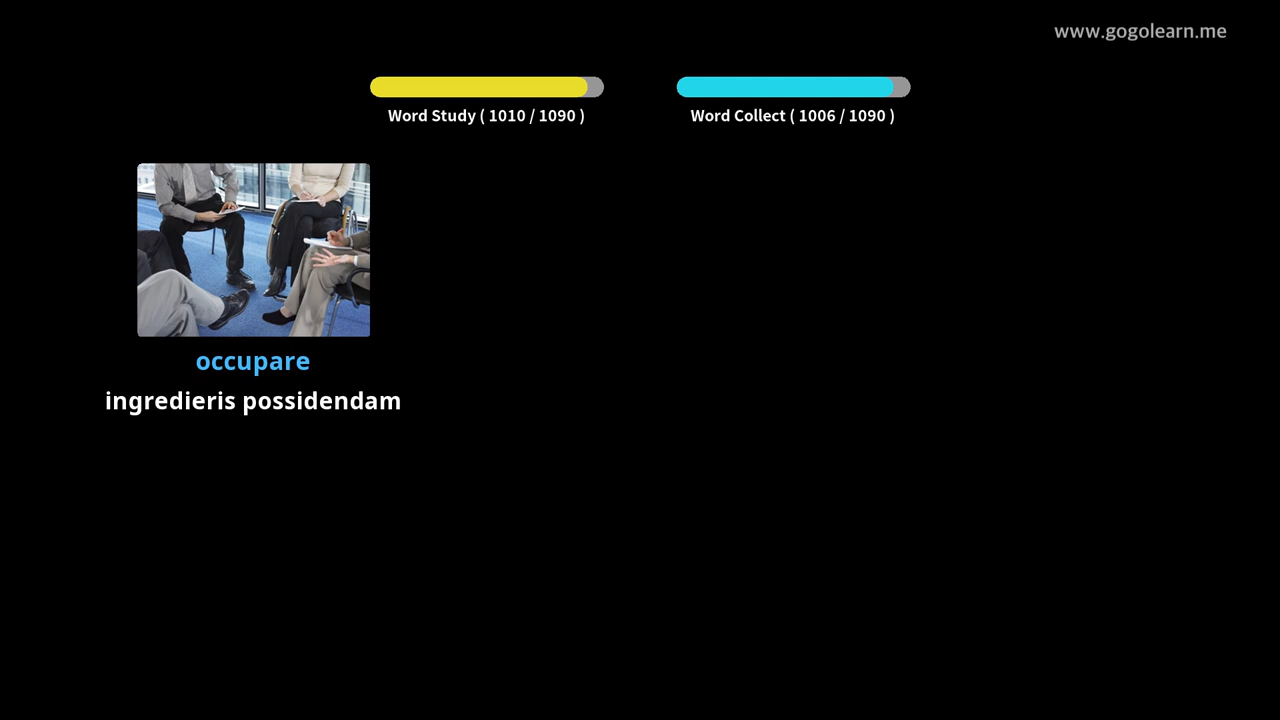 www.gogolearn.me
Word Study ( 1010 / 1090 )
Word Collect ( 1006 / 1090 )
occupare
ingredieris possidendam